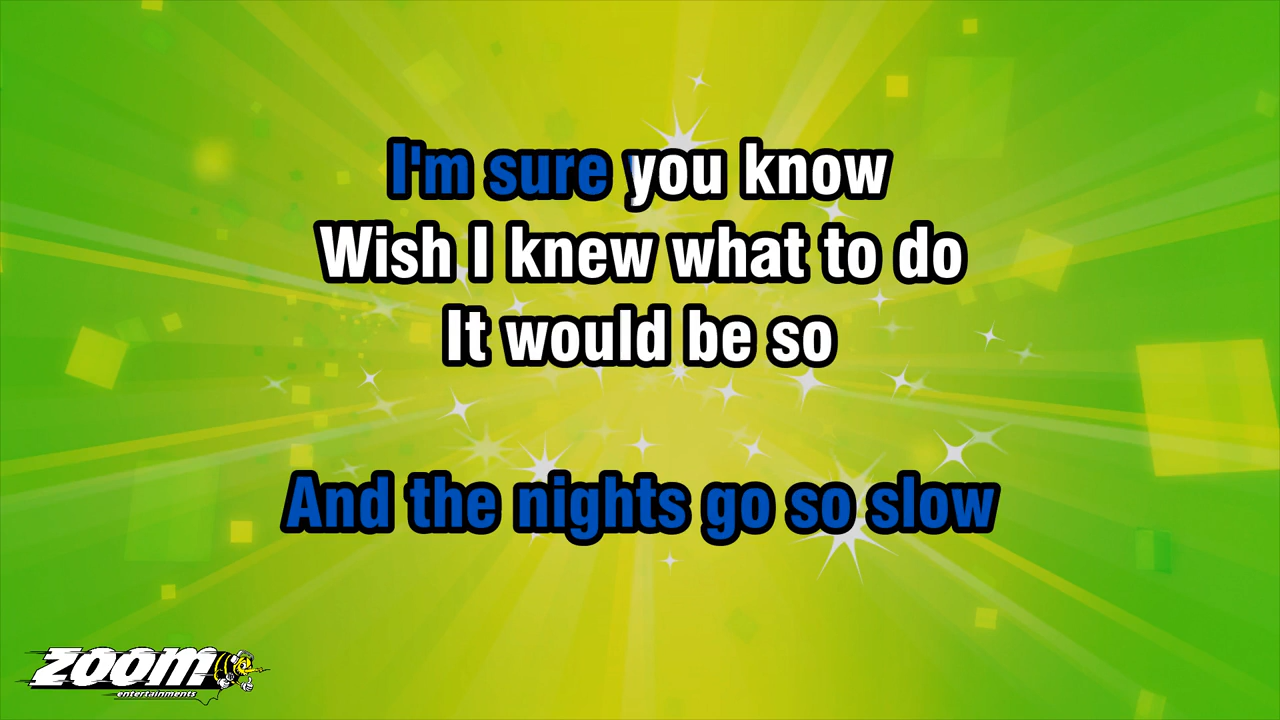 I'm sure you know
Wish I knew what to do
It would be so
And the nights go so slow
zoom
entertainments